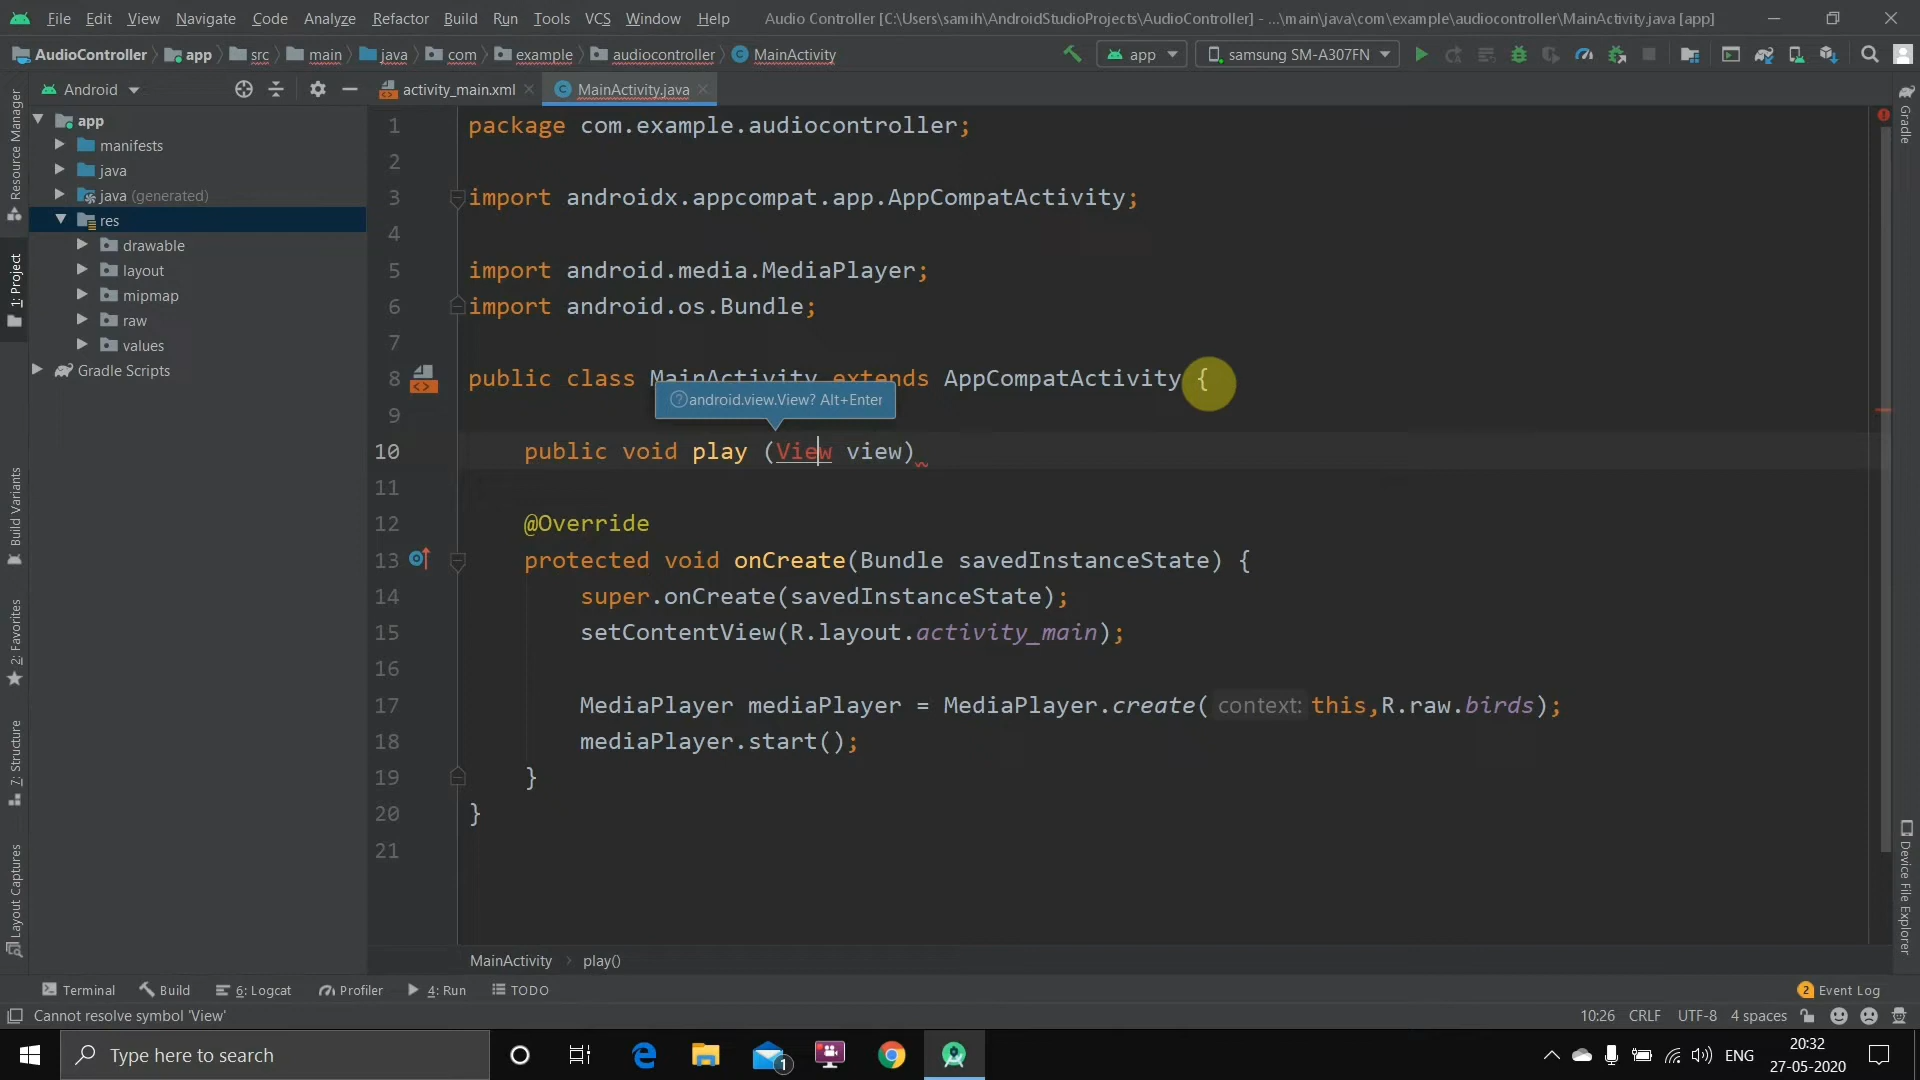 File Edit View Navigate Code Analyze Refactor Build Run Tools VCS Window Help Audio Controller [C:\Users\samih\AndroidStudioProjects\AudioController] - ...\main\java\com\example\audiocontroller\MainActivity.java [app]
AudioController app src main java com example audiocontroller MainActivity app samsung SM-A307FN
Android activity_main.xml MainActivity.java
Resource Manager
1: Project
Build Variants
2: Favorites
7: Structure
Layout Captures
app
manifests
java
java (generated)
res
drawable
layout
mipmap
raw
values
Gradle Scripts
1 package com.example.audiocontroller;
2
3 import androidx.appcompat.app.AppCompatActivity;
4
5 import android.media.MediaPlayer;
6 import android.os.Bundle;
7
8 public class MainActivity extends AppCompatActivity {
android.view.View? Alt+Enter
9
10 public void play (View view)
11
12 @Override
13 protected void onCreate(Bundle savedInstanceState) {
14 super.onCreate(savedInstanceState);
15 setContentView(R.layout.activity_main);
16
17 MediaPlayer mediaPlayer = MediaPlayer.create( context: this,R.raw.birds);
18 mediaPlayer.start();
19 }
20 }
21
Gradle
Device File Explorer
MainActivity play()
Terminal Build 6: Logcat Profiler 4: Run TODO 2 Event Log
Cannot resolve symbol 'View' 10:26 CRLF UTF-8 4 spaces
Type here to search 1 ENG 20:32
27-05-2020